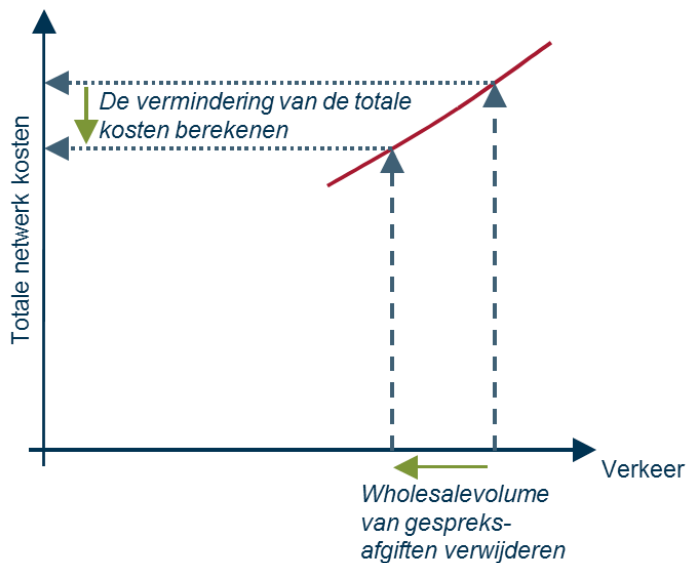 De vermindering van de totale
kosten berekenen
Totale netwerk kosten
Verkeer
Wholesalevolume
van gespreks-
afgiften verwijderen